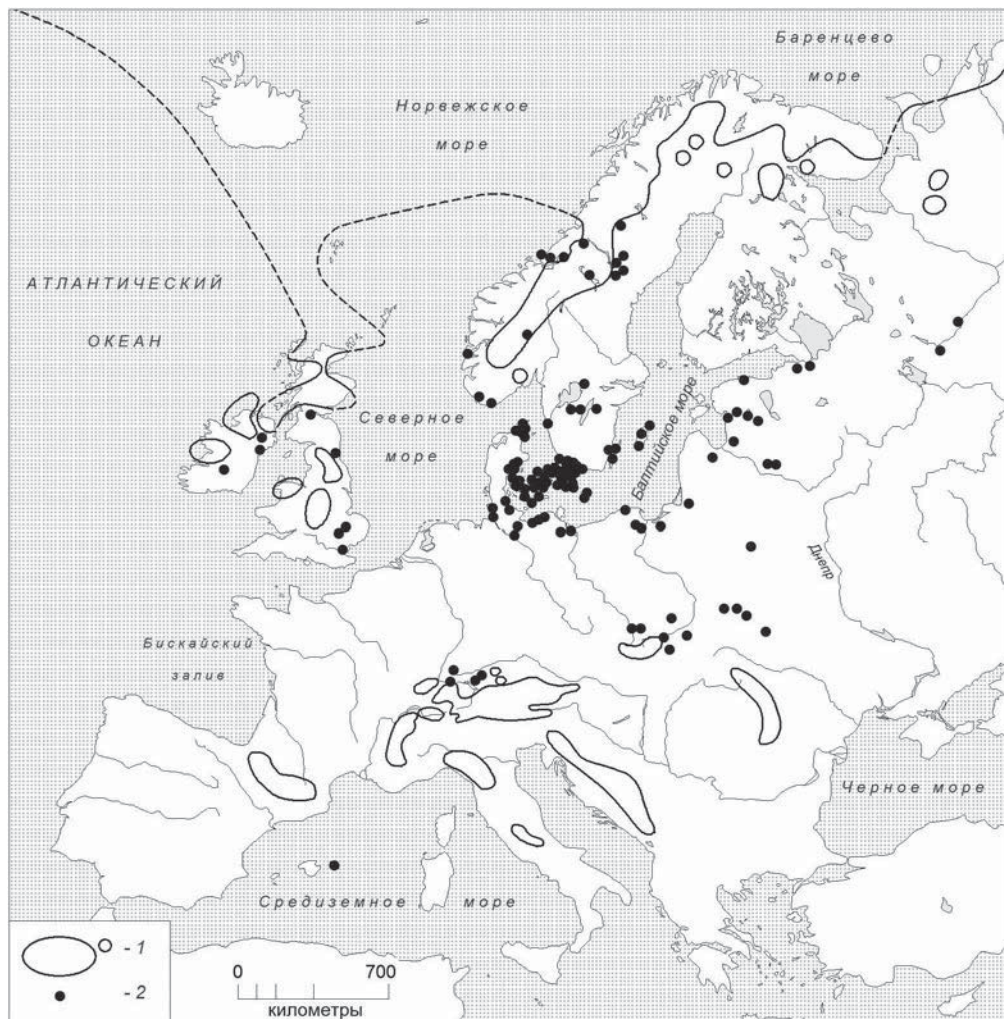 Баренцево
море
Норвежское
море
АТЛАНТИЧЕСКИЙ
ОКЕАН
Северное
море
Балтийское море
Днепр
Бискайский
залив
Черное море
Средиземное море
- 1
- 2
0 700
километры